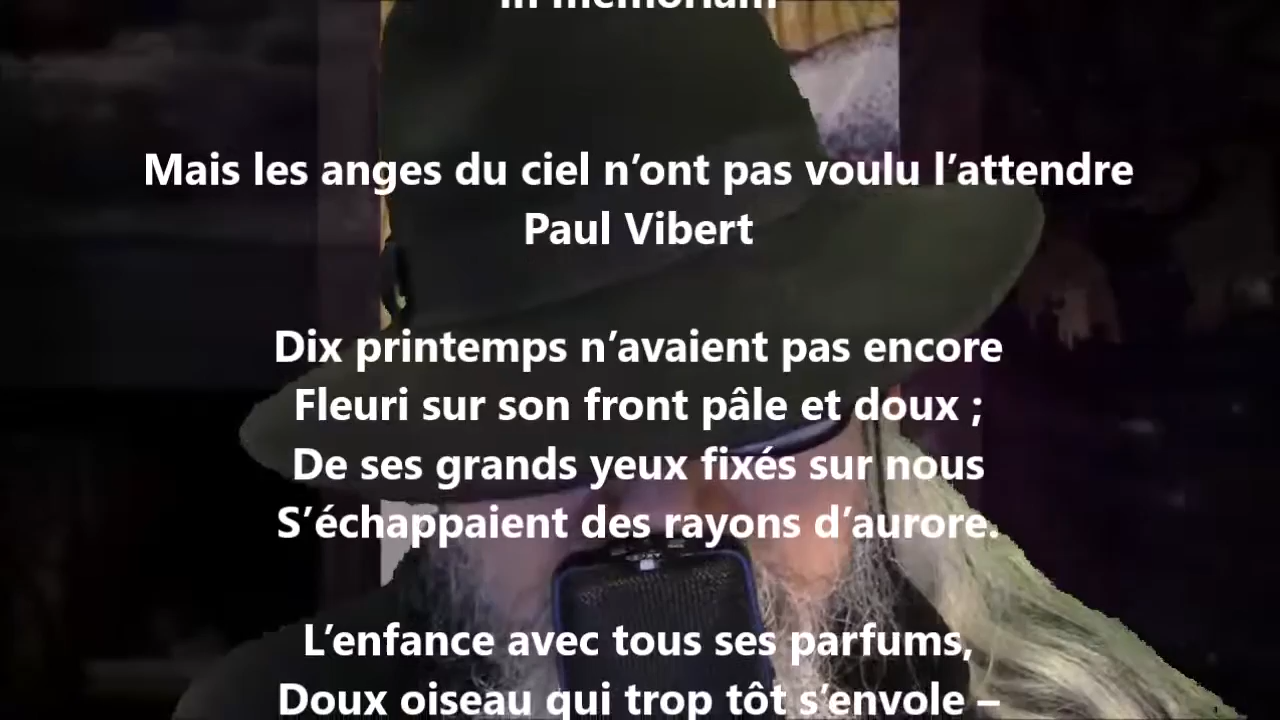 In memoriam
Mais les anges du ciel n’ont pas voulu l’attendre
Paul Vibert
Dix printemps n’avaient pas encore
Fleuri sur son front pâle et doux ;
De ses grands yeux fixés sur nous
S’échappaient des rayons d’aurore.
L’enfance avec tous ses parfums,
Doux oiseau qui trop tôt s’envole –